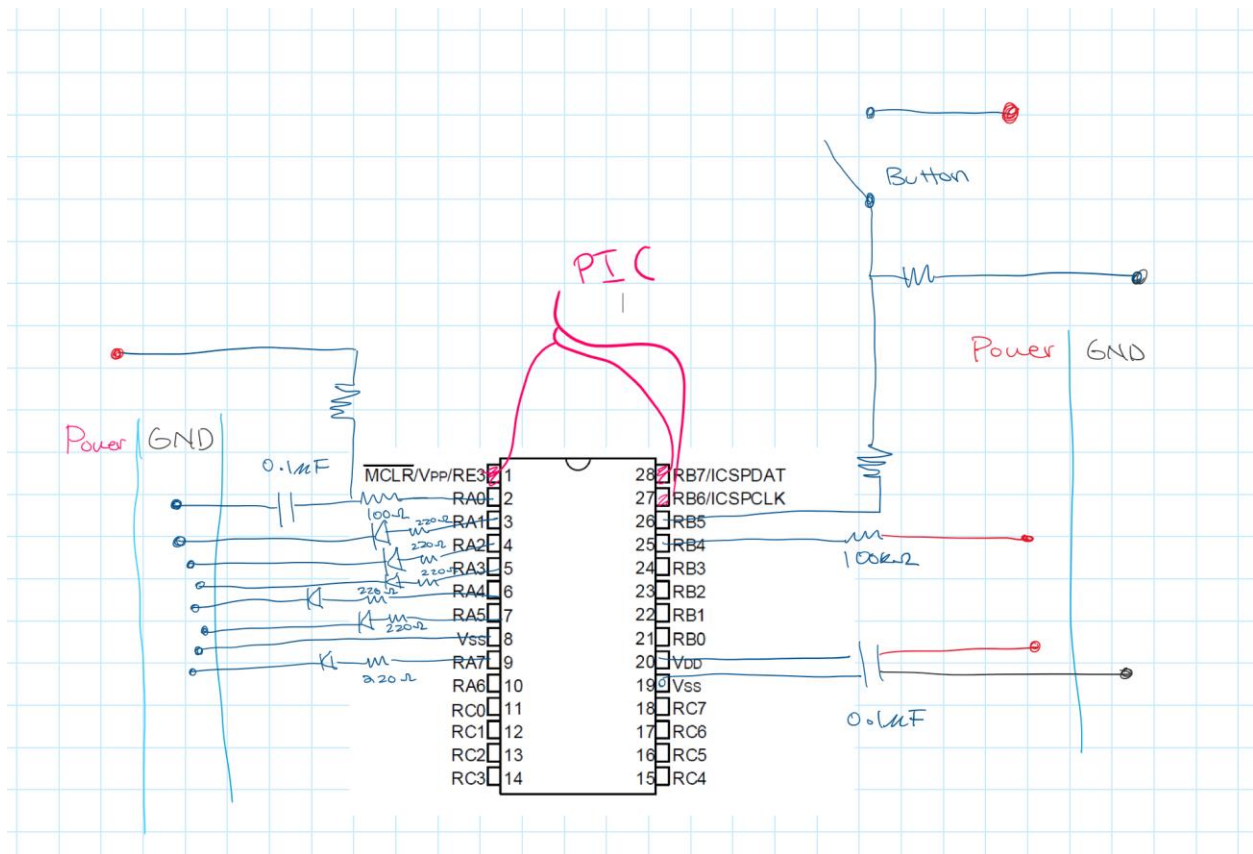 Button
PIC
Power GND
Power GND
0.1uF
100Ω
220Ω
220Ω
220Ω
220Ω
220Ω
220Ω
100kΩ
0.1uF
MCLR/VPP/RE3 1
RA0 2
RA1 3
RA2 4
RA3 5
RA4 6
RA5 7
Vss 8
RA7 9
RA6 10
RC0 11
RC1 12
RC2 13
RC3 14
28 RB7/ICSPDAT
27 RB6/ICSPCLK
26 RB5
25 RB4
24 RB3
23 RB2
22 RB1
21 RB0
20 VDD
19 Vss
18 RC7
17 RC6
16 RC5
15 RC4